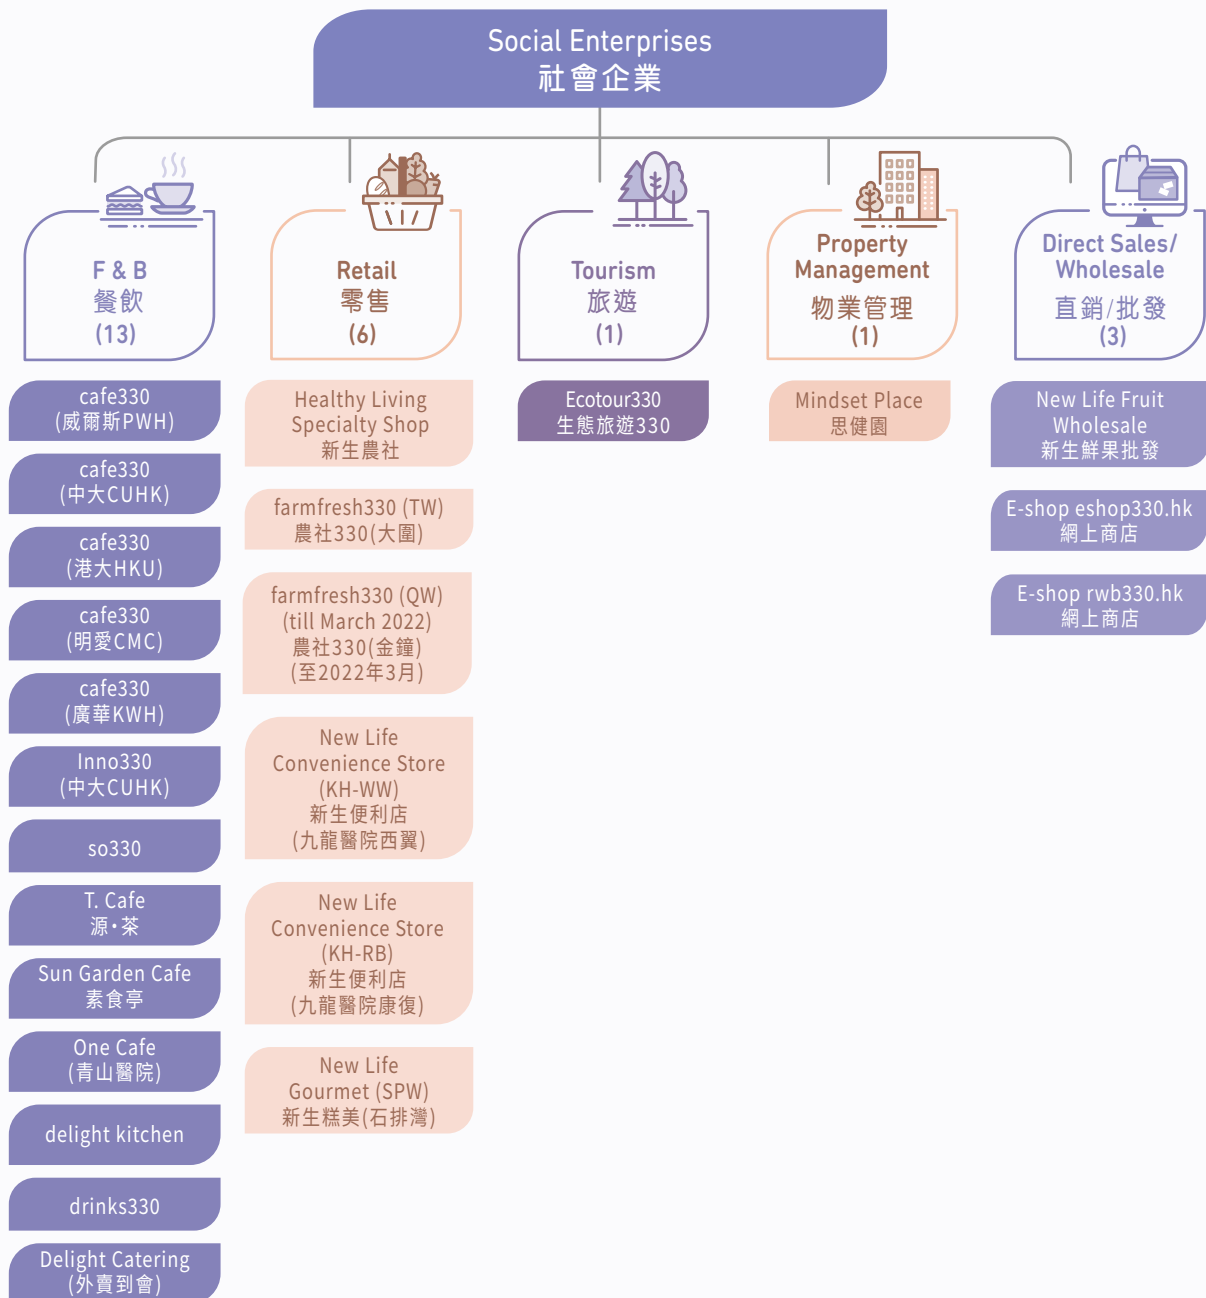 Social Enterprises
社會企業
F & B
餐飲
(13)
cafe330
(威爾斯PWH)
cafe330
(中大CUHK)
cafe330
(港大HKU)
cafe330
(明愛CMC)
cafe330
(廣華KWH)
Inno330
(中大CUHK)
so330
T. Cafe
源·茶
Sun Garden Cafe
素食亭
One Cafe
(青山醫院)
delight kitchen
drinks330
Delight Catering
(外賣到會)
Retail
零售
(6)
Healthy Living
Specialty Shop
新生農社
farmfresh330 (TW)
農社330(大圍)
farmfresh330 (QW)
(till March 2022)
農社330(金鐘)
(至2022年3月)
New Life
Convenience Store
(KH-WW)
新生便利店
(九龍醫院西翼)
New Life
Convenience Store
(KH-RB)
新生便利店
(九龍醫院康復)
New Life
Gourmet (SPW)
新生糕美(石排灣)
Tourism
旅遊
(1)
Ecotour330
生態旅遊330
Property
Management
物業管理
(1)
Mindset Place
思健園
Direct Sales/
Wholesale
直銷/批發
(3)
New Life Fruit
Wholesale
新生鮮果批發
E-shop eshop330.hk
網上商店
E-shop rwb330.hk
網上商店